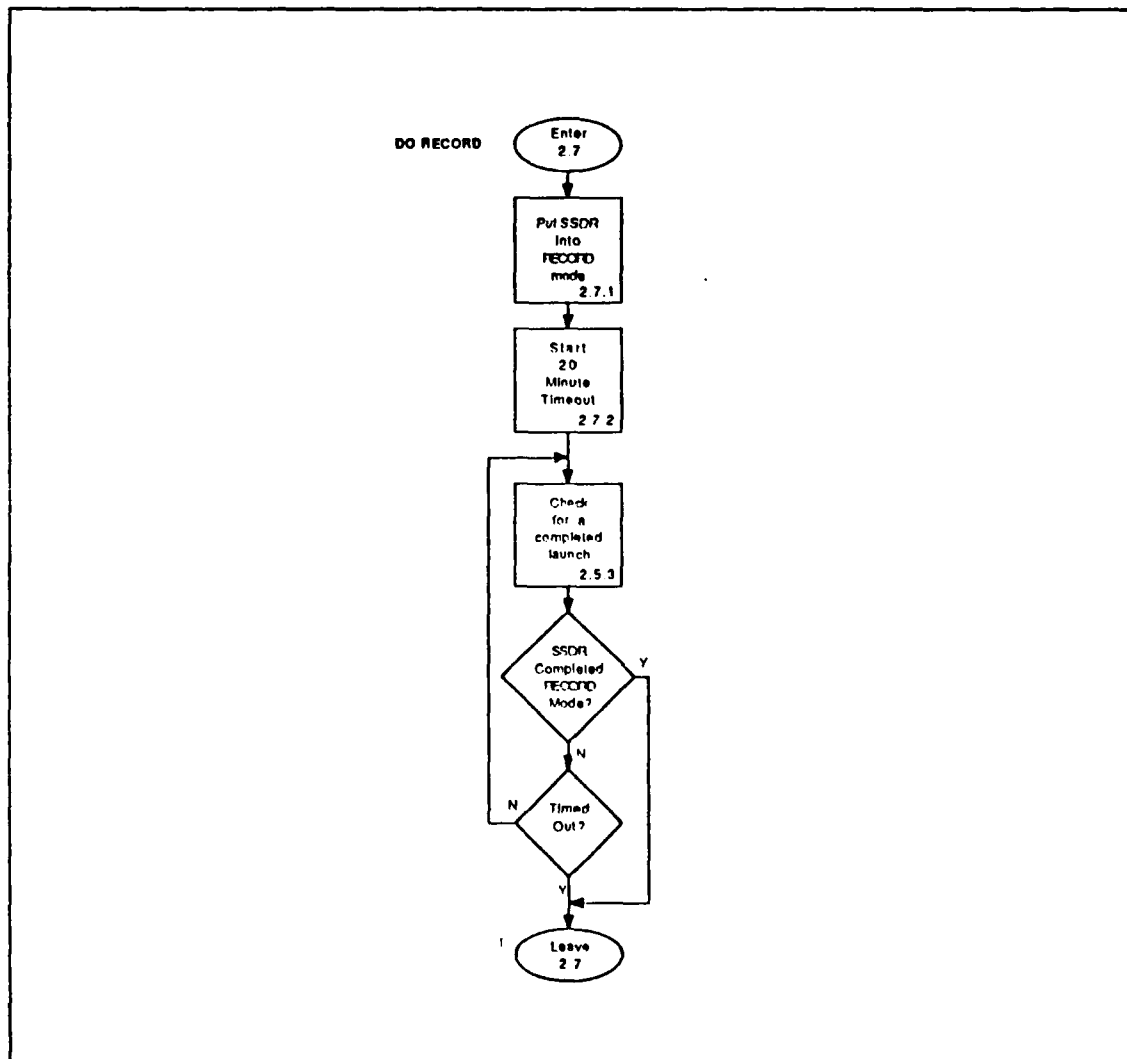 DO RECORD
Enter
2.7
Put SSDR
Into
RECORD
mode
2.7.1
Start
20
Minute
Timeout
2.7.2
Check
for a
completed
launch
2.5.3
SSDR
Completed
RECORD
Mode?
Y
N
Timed
Out?
N
Y
Leave
2.7